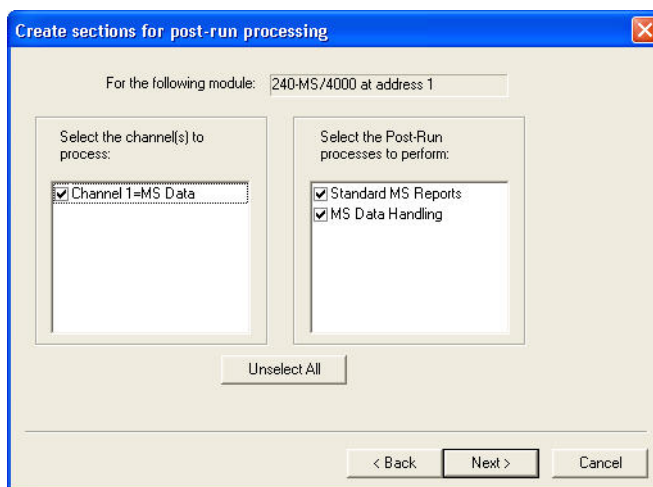 Create sections for post-run processing
For the following module: 240-MS/4000 at address 1
Select the channel(s) to
process:
Channel 1=MS Data
Select the Post-Run
processes to perform:
Standard MS Reports
MS Data Handling
Unselect All
< Back
Next >
Cancel